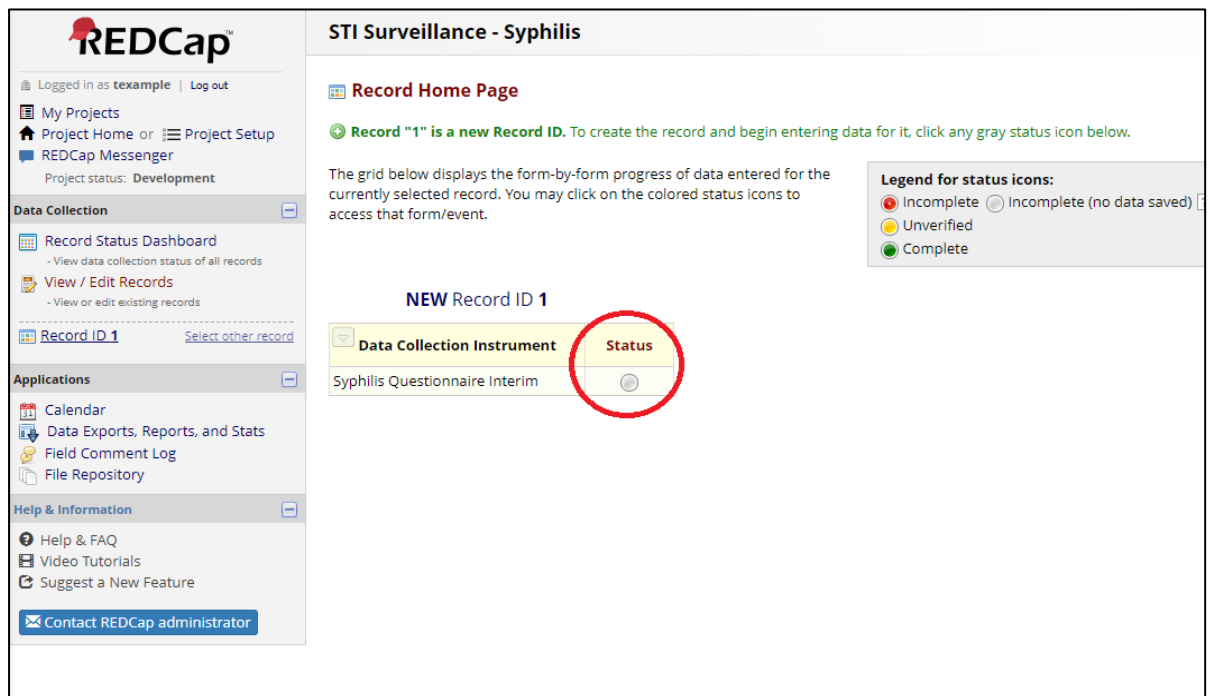 REDCap™
Logged in as texample | Log out
My Projects
Project Home or Project Setup
REDCap Messenger
Project status: Development
Data Collection
Record Status Dashboard
- View data collection status of all records
View / Edit Records
- View or edit existing records
Record ID 1 Select other record
Applications
Calendar
Data Exports, Reports, and Stats
Field Comment Log
File Repository
Help & Information
Help & FAQ
Video Tutorials
Suggest a New Feature
Contact REDCap administrator
STI Surveillance - Syphilis
Record Home Page
Record "1" is a new Record ID. To create the record and begin entering data for it, click any gray status icon below.
The grid below displays the form-by-form progress of data entered for the
currently selected record. You may click on the colored status icons to
access that form/event.
Legend for status icons:
Incomplete Incomplete (no data saved)
Unverified
Complete
NEW Record ID 1
Data Collection Instrument Status
Syphilis Questionnaire Interim